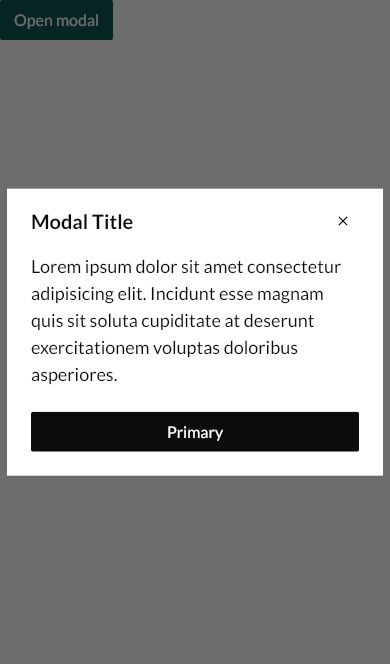 Open modal
Modal Title
Lorem ipsum dolor sit amet consectetur
adipisicing elit. Incidunt esse magnam
quis sit soluta cupiditate at deserunt
exercitationem voluptas doloribus
asperiores.
Primary